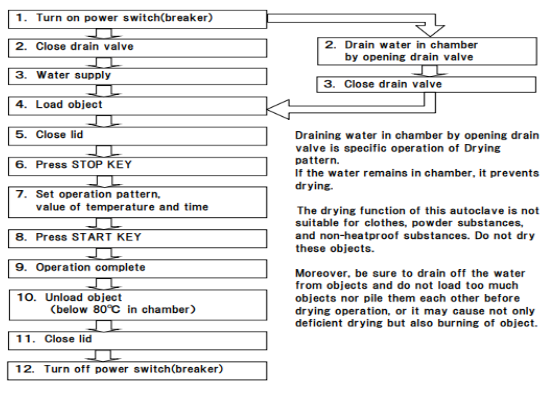 1. Turn on power switch(breaker)
2. Close drain valve
3. Water supply
4. Load object
5. Close lid
6. Press STOP KEY
7. Set operation pattern,
value of temperature and time
8. Press START KEY
9. Operation complete
10. Unload object
(below 80℃ in chamber)
11. Close lid
12. Turn off power switch(breaker)
2. Drain water in chamber
by opening drain valve
3. Close drain valve
Draining water in chamber by opening drain
valve is specific operation of Drying
pattern.
If the water remains in chamber, it prevents
drying.
The drying function of this autoclave is not
suitable for clothes, powder substances,
and non-heatproof substances. Do not dry
these objects.
Moreover, be sure to drain off the water
from objects and do not load too much
objects nor pile them each other before
drying operation, or it may cause not only
deficient drying but also burning of object.